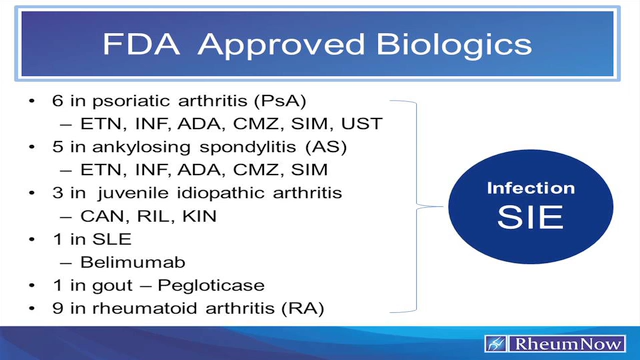 FDA Approved Biologics
• 6 in psoriatic arthritis (PsA)
– ETN, INF, ADA, CMZ, SIM, UST
• 5 in ankylosing spondylitis (AS)
– ETN, INF, ADA, CMZ, SIM
• 3 in juvenile idiopathic arthritis
– CAN, RIL, KIN
• 1 in SLE
– Belimumab
• 1 in gout – Pegloticase
• 9 in rheumatoid arthritis (RA)
Infection
SIE
RheumNow